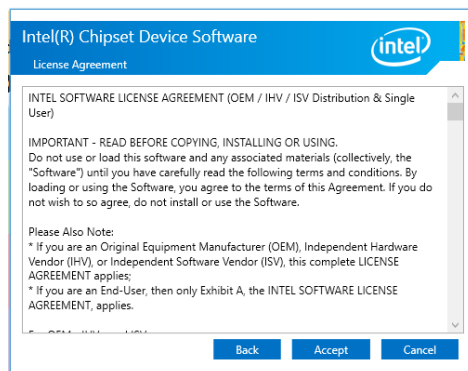 Intel(R) Chipset Device Software
intel
License Agreement
INTEL SOFTWARE LICENSE AGREEMENT (OEM / IHV / ISV Distribution & Single
User)
IMPORTANT - READ BEFORE COPYING, INSTALLING OR USING.
Do not use or load this software and any associated materials (collectively, the
"Software") until you have carefully read the following terms and conditions. By
loading or using the Software, you agree to the terms of this Agreement. If you do
not wish to so agree, do not install or use the Software.
Please Also Note:
* If you are an Original Equipment Manufacturer (OEM), Independent Hardware
Vendor (IHV), or Independent Software Vendor (ISV), this complete LICENSE
AGREEMENT applies;
* If you are an End-User, then only Exhibit A, the INTEL SOFTWARE LICENSE
AGREEMENT, applies.
Back Accept Cancel